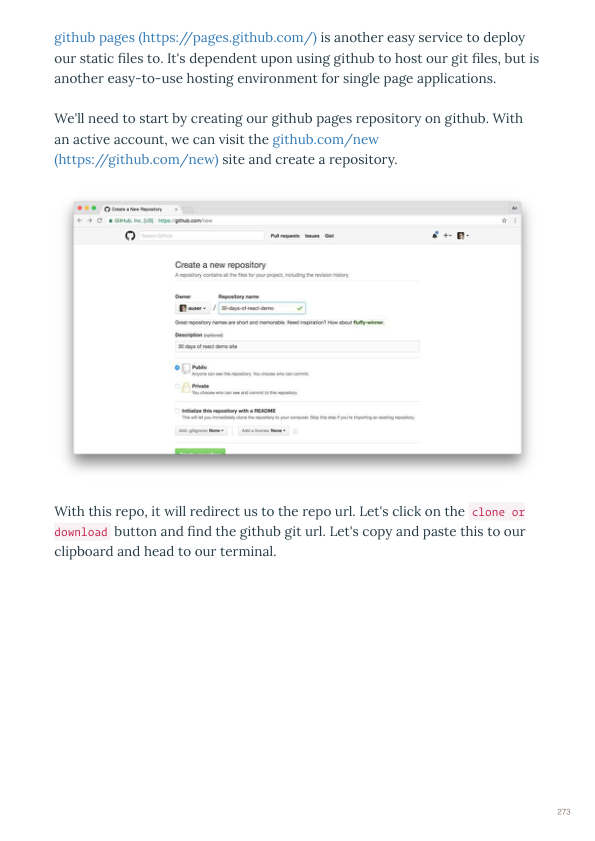 github pages (https://pages.github.com/) is another easy service to deploy
our static files to. It's dependent upon using github to host our git files, but is
another easy-to-use hosting environment for single page applications.
We'll need to start by creating our github pages repository on github. With
an active account, we can visit the github.com/new
(https://github.com/new) site and create a repository.
Create a New Repository
GitHub, Inc. [US] https://github.com/new
Search GitHub Pull requests Issues Gist
Create a new repository
A repository contains all the files for your project, including the revision history.
Owner Repository name
auser / 30-days-of-react-demo
Great repository names are short and memorable. Need inspiration? How about fluffy-winner.
Description (optional)
30 days of react demo site
Public
Anyone can see this repository. You choose who can commit.
Private
You choose who can see and commit to this repository.
Initialize this repository with a README
This will let you immediately clone the repository to your computer. Skip this step if you're importing an existing repository.
Add .gitignore: None Add a license: None
With this repo, it will redirect us to the repo url. Let's click on the clone or
download button and find the github git url. Let's copy and paste this to our
clipboard and head to our terminal.
273